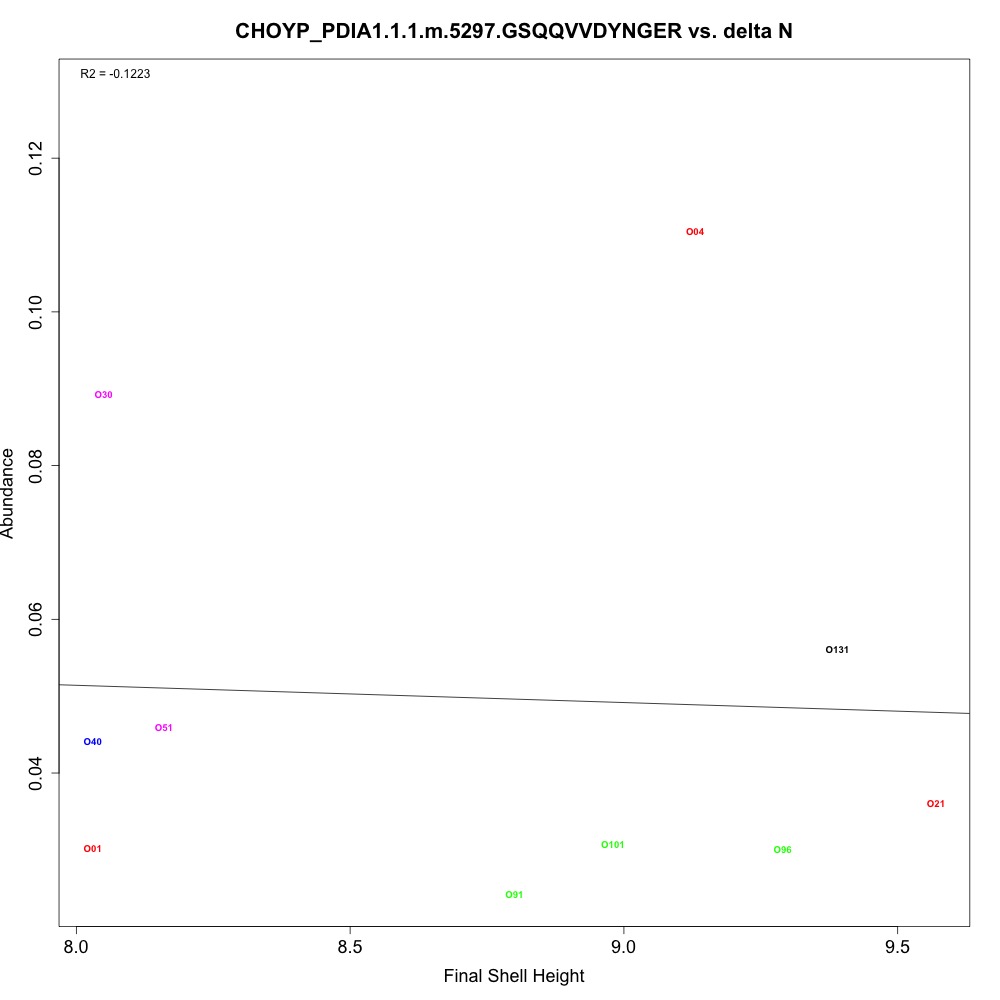 CHOYP_PDIA1.1.1.m.5297.GSQQVVDYNGER vs. delta N
R2 = -0.1223
0.12
O04
0.10
O30
0.08
Abundance
0.06
O131
O51
O40
0.04
O21
O01
O101
O96
O91
8.0
8.5
9.0
9.5
Final Shell Height